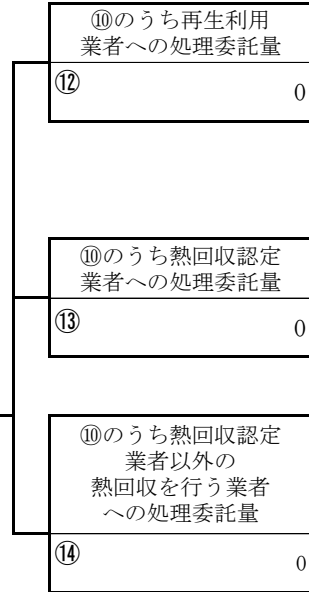 ⑩のうち再生利用
業者への処理委託量
⑫ 0
⑩のうち熱回収認定
業者への処理委託量
⑬ 0
⑩のうち熱回収認定
業者以外の
熱回収を行う業者
への処理委託量
⑭ 0